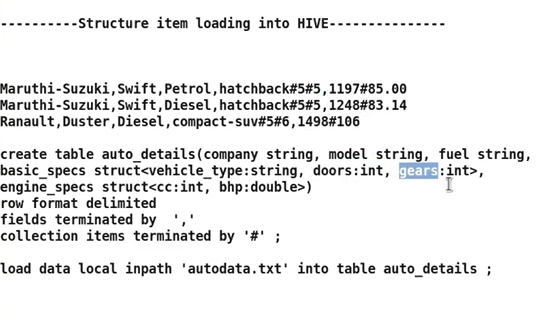 ----------Structure item loading into HIVE---------------
Maruthi-Suzuki,Swift,Petrol,hatchback#5#5,1197#85.00
Maruthi-Suzuki,Swift,Diesel,hatchback#5#5,1248#83.14
Ranault,Duster,Diesel,compact-suv#5#6,1498#106
create table auto_details(company string, model string, fuel string,
basic_specs struct<vehicle_type:string, doors:int, gears:int>,
engine_specs struct<cc:int, bhp:double>)
row format delimited
fields terminated by  ','
collection items terminated by '#' ;
load data local inpath 'autodata.txt' into table auto_details ;